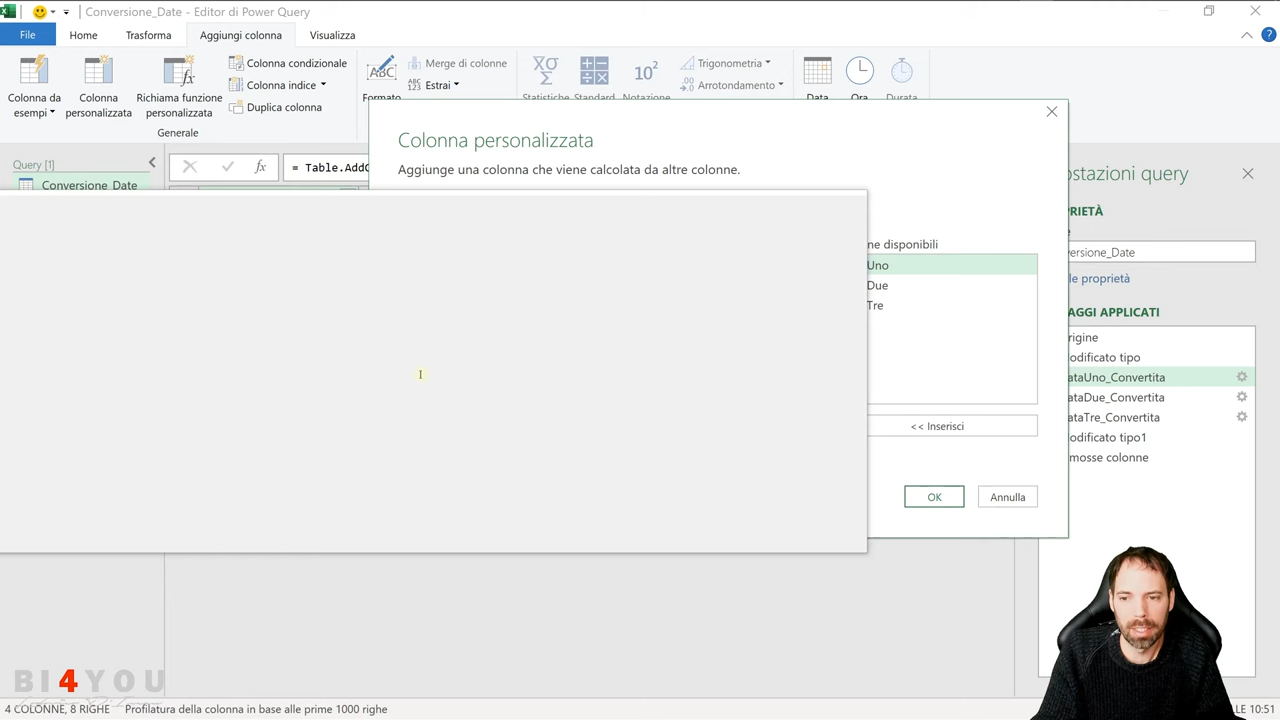 Conversione_Date - Editor di Power Query
File
Home
Trasforma
Aggiungi colonna
Visualizza
Colonna da esempi
Colonna personalizzata
Richiama funzione personalizzata
Colonna condizionale
Colonna indice
Duplica colonna
Generale
ABC
Formato
Merge di colonne
Estrai
Statistiche
Standard
10²
Notazione
Trigonometria
Arrotondamento
Data
Ora
Durata
Query [1]
Conversione_Date
fx
= Table.AddC
Colonna personalizzata
Aggiunge una colonna che viene calcolata da altre colonne.
ne disponibili
Uno
Due
Tre
<< Inserisci
OK
Annulla
ostazioni query
PRIETÀ
e
versione_Date
le proprietà
AGGI APPLICATI
rigine
odificato tipo
ataUno_Convertita
ataDue_Convertita
ataTre_Convertita
odificato tipo1
mosse colonne
BI4YOU
4 COLONNE, 8 RIGHE
Profilatura della colonna in base alle prime 1000 righe
LLE 10:51